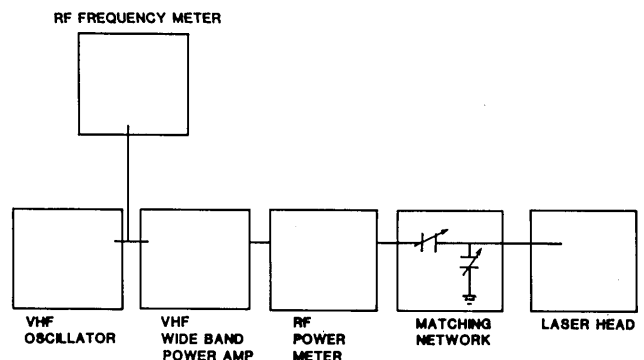 RF FREQUENCY METER
VHF
OSCILLATOR
VHF
WIDE BAND
POWER AMP
RF
POWER
METER
MATCHING
NETWORK
LASER HEAD